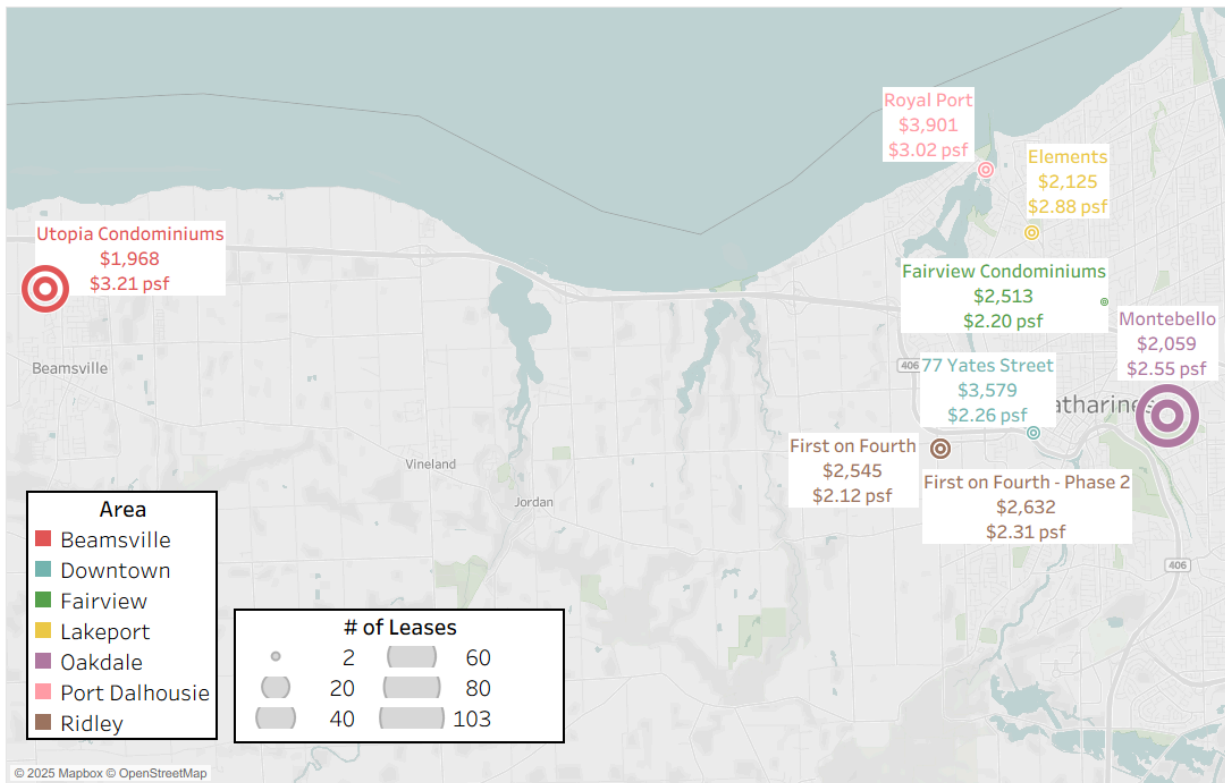 Royal Port
$3,901
$3.02 psf
Elements
$2,125
$2.88 psf
Utopia Condominiums
$1,968
$3.21 psf
Fairview Condominiums
$2,513
$2.20 psf
Montebello
$2,059
$2.55 psf
406
77 Yates Street
$3,579
$2.26 psf
Beamsville
atharines
First on Fourth
$2,545
$2.12 psf
First on Fourth - Phase 2
$2,632
$2.31 psf
Vineland
Jordan
406
Area
Beamsville
Downtown
Fairview
Lakeport
Oakdale
Port Dalhousie
Ridley
# of Leases
2 60
20 80
40 103
© 2025 Mapbox © OpenStreetMap